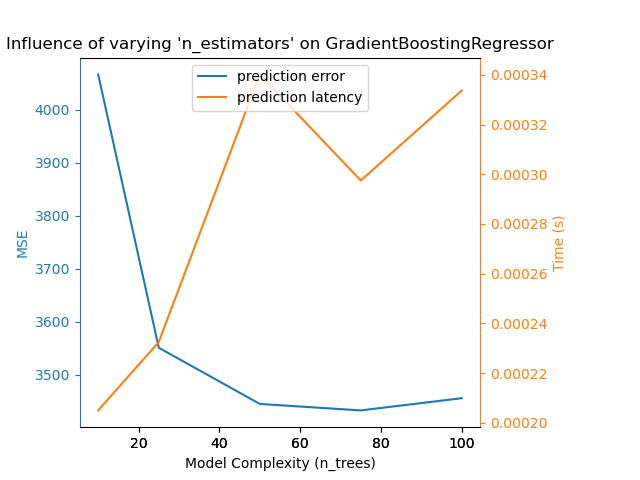 Influence of varying 'n_estimators' on GradientBoostingRegressor
prediction error
prediction latency
MSE
4000
3900
3800
3700
3600
3500
0.00034
0.00032
0.00030
0.00028
0.00026
0.00024
0.00022
0.00020
Time (s)
20 40 60 80 100
Model Complexity (n_trees)